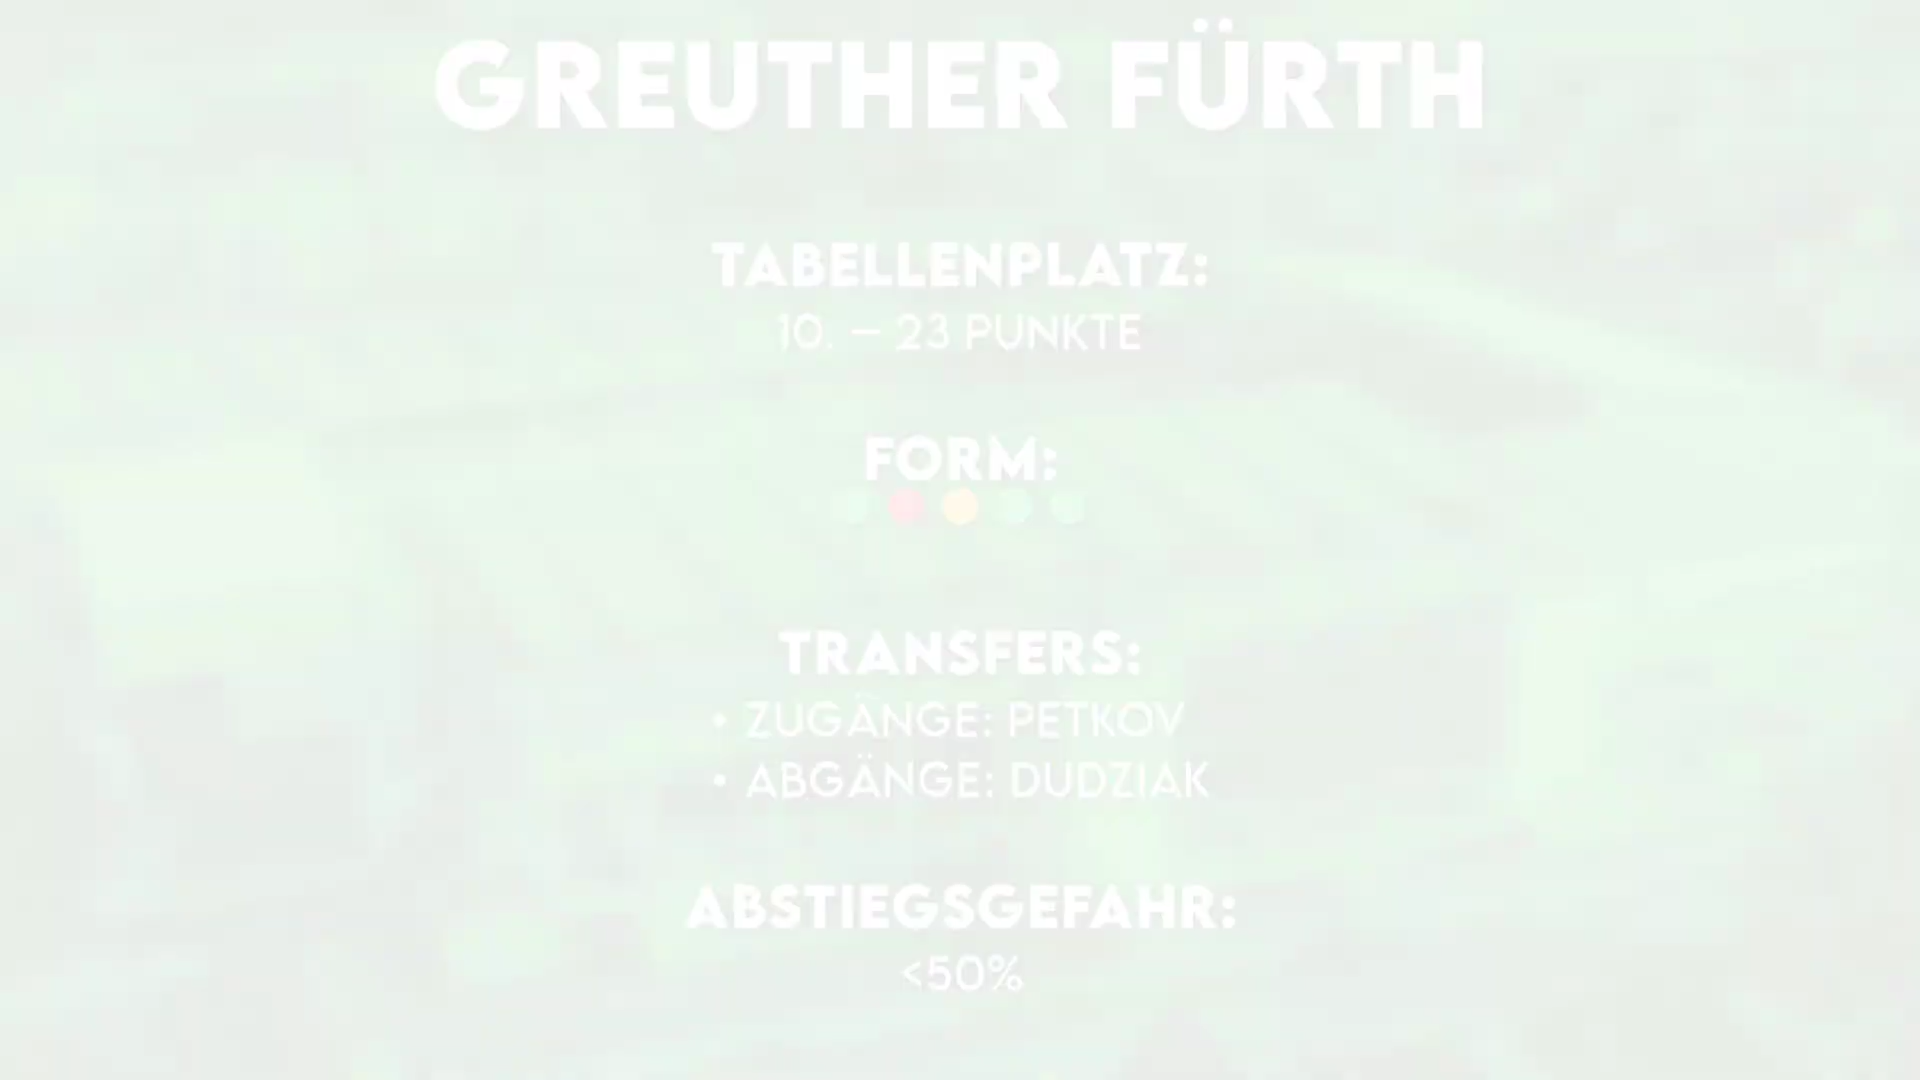 GREUTHER FÜRTH
TABELLENPLATZ:
10. – 23 PUNKTE
FORM:
TRANSFERS:
• ZUGÄNGE: PETKOV
• ABGÄNGE: DUDZIAK
ABSTIEGSGEFAHR:
<50%